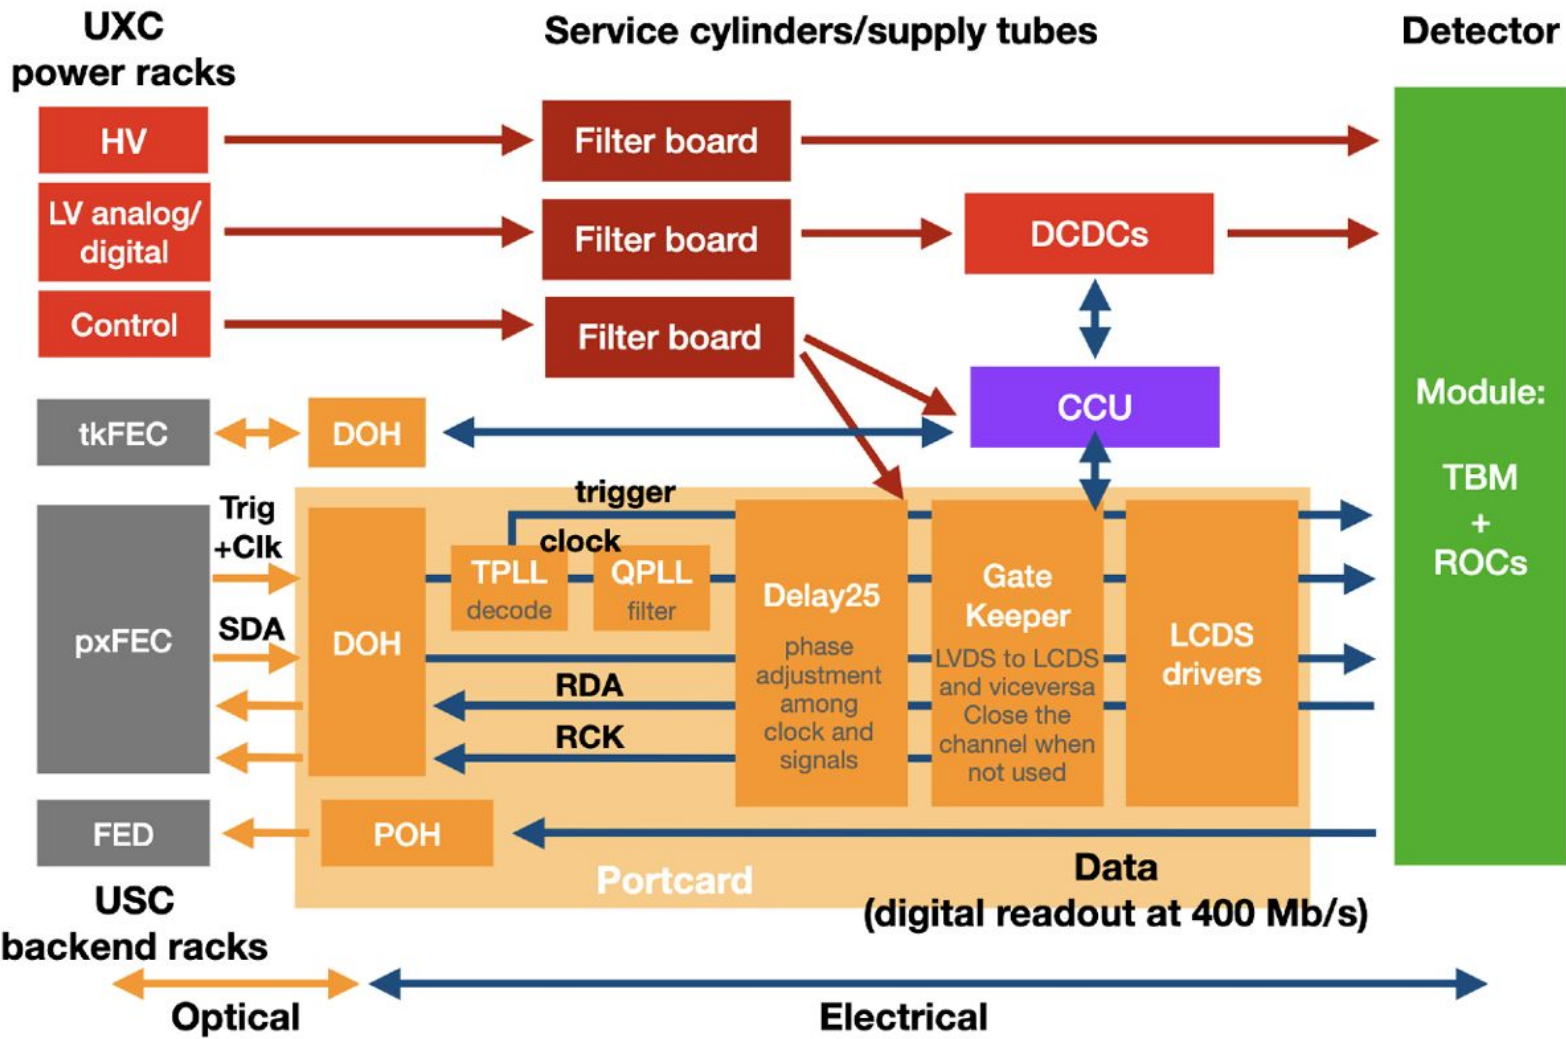 UXC
power racks
Service cylinders/supply tubes
Detector
HV
Filter board
LV analog/
digital
Filter board
DCDCs
Control
Filter board
CCU
tkFEC
DOH
Module:
TBM
+
ROCs
Trig
+Clk
SDA
pxFEC
DOH
trigger
clock
TPLL
decode
QPLL
filter
RDA
RCK
Delay25
phase
adjustment
among
clock and
signals
Gate
Keeper
LVDS to LCDS
and viceversa
Close the
channel when
not used
LCDS
drivers
FED
POH
Portcard
Data
(digital readout at 400 Mb/s)
USC
backend racks
Optical
Electrical